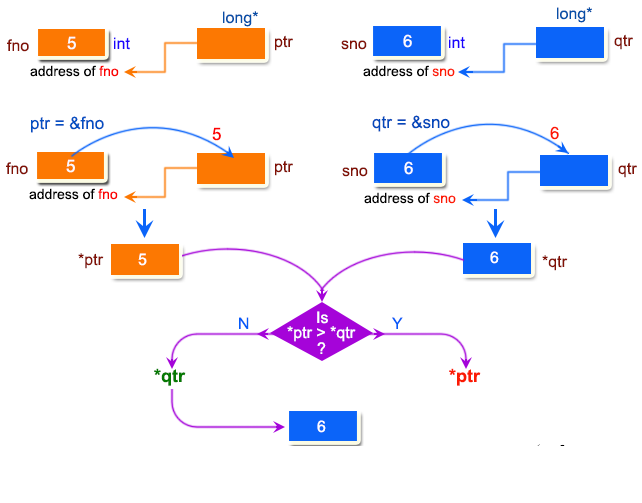 long*
long*
fno 5 int ptr
sno 6 int qtr
address of fno
address of sno
ptr = &fno
qtr = &sno
5
6
fno 5 ptr
sno 6 qtr
address of fno
address of sno
*ptr 5
6 *qtr
Is
*ptr > *qtr
?
N
Y
*qtr
*ptr
6